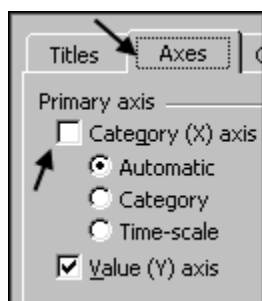 Titles
Axes
Primary axis
Category (X) axis
Automatic
Category
Time-scale
Value (Y) axis